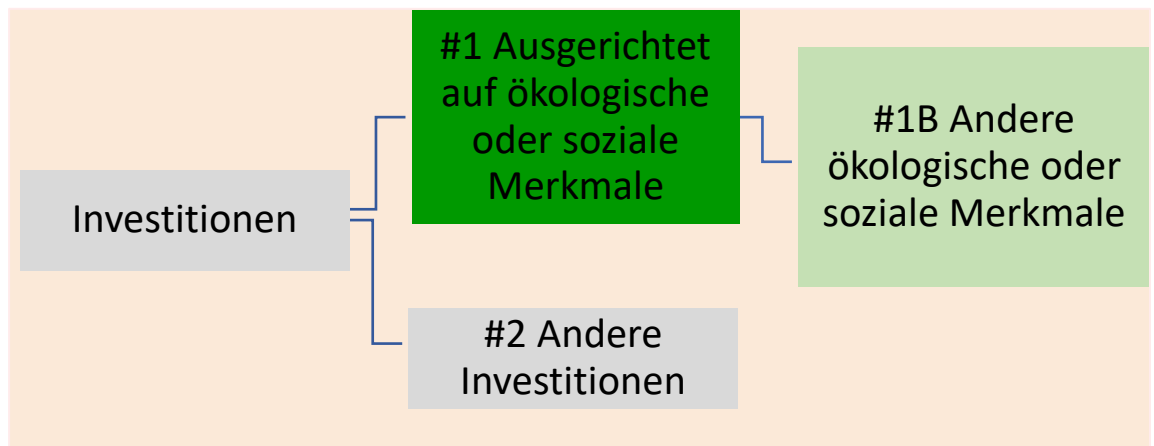 #1 Ausgerichtet
auf ökologische
oder soziale
Merkmale
#1B Andere
ökologische oder
soziale Merkmale
Investitionen
#2 Andere
Investitionen